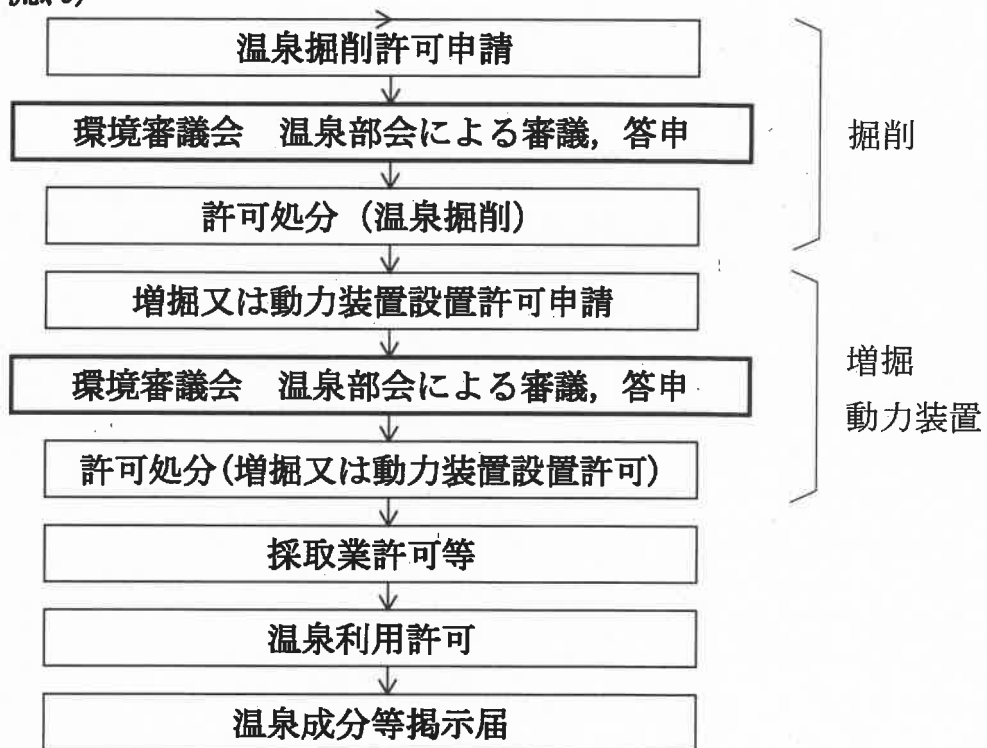 温泉掘削許可申請
環境審議会　温泉部会による審議，答申
許可処分（温泉掘削）
掘削
増掘又は動力装置設置許可申請
環境審議会　温泉部会による審議，答申
許可処分（増掘又は動力装置設置許可）
増掘
動力装置
採取業許可等
温泉利用許可
温泉成分等掲示届